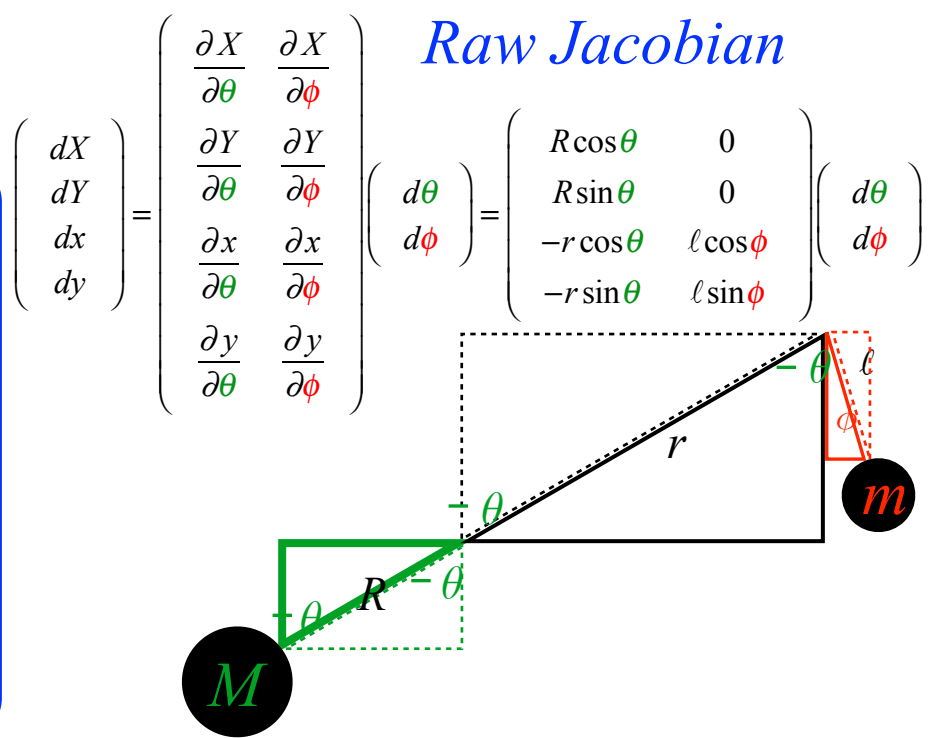 Raw Jacobian
( dX dY dx dy ) = ( ∂X/∂θ ∂X/∂ϕ ∂Y/∂θ ∂Y/∂ϕ ∂x/∂θ ∂x/∂ϕ ∂y/∂θ ∂y/∂ϕ ) ( dθ dϕ ) = ( Rcosθ 0 Rsinθ 0 −rcosθ ℓcosϕ −rsinθ ℓsinϕ ) ( dθ dϕ )
− θ
ℓ
ϕ
r
m
− θ
− θ
R
− θ
M